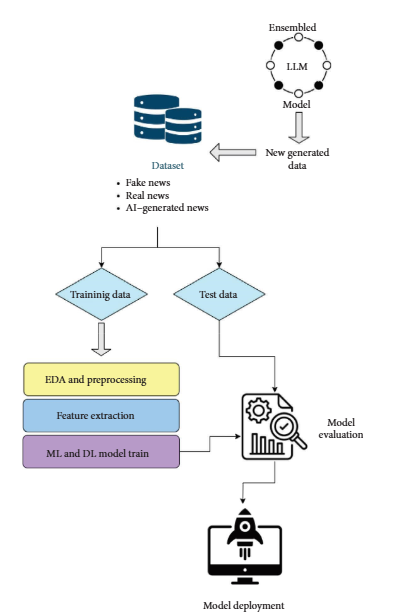 Ensembled
LLM
Model
New generated
data
Dataset
• Fake news
• Real news
• AI–generated news
Traininig data
Test data
EDA and preprocessing
Feature extraction
ML and DL model train
Model
evaluation
Model deployment